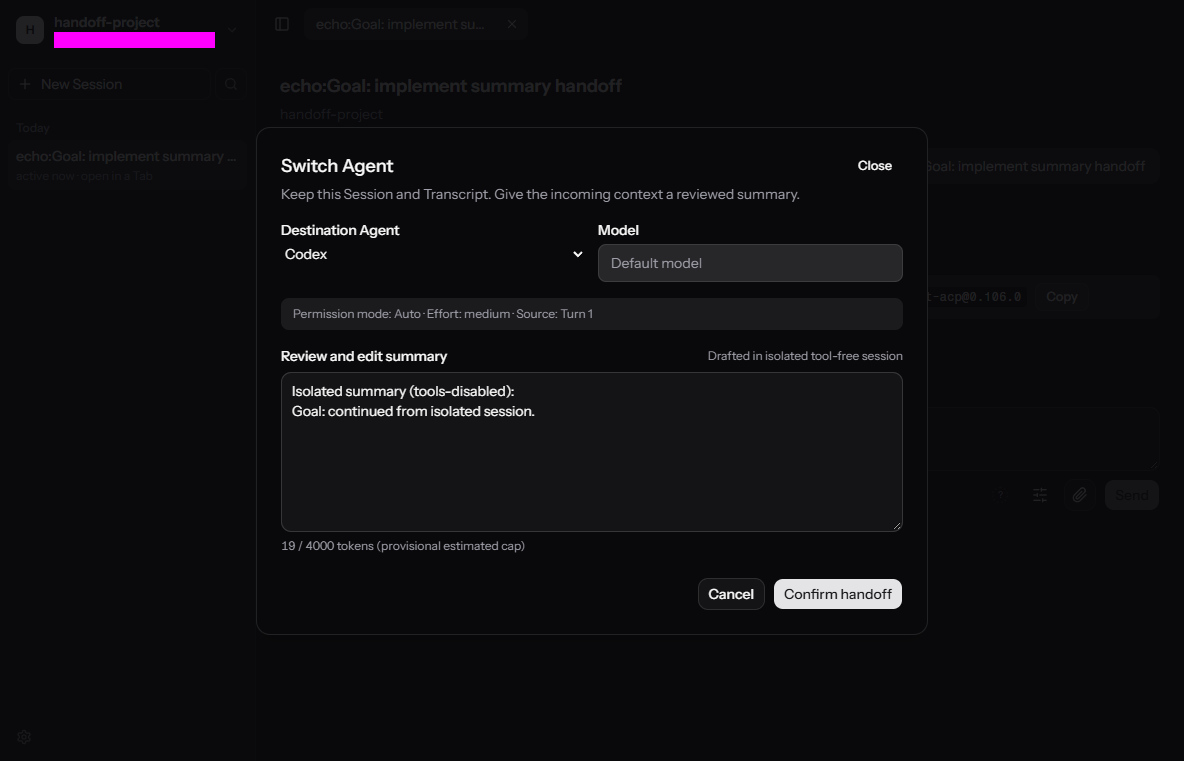 H
handoff-project
+ New Session
Today
echo:Goal: implement summary ...
active now · open in a Tab
echo:Goal: implement su... ×
echo:Goal: implement summary handoff
handoff-project
Goal: implement summary handoff
t-acp@0.106.0 Copy
Send
Switch Agent
Close
Keep this Session and Transcript. Give the incoming context a reviewed summary.
Destination Agent
Model
Codex
Default model
Permission mode: Auto · Effort: medium · Source: Turn 1
Review and edit summary
Drafted in isolated tool-free session
Isolated summary (tools-disabled):
Goal: continued from isolated session.
19 / 4000 tokens (provisional estimated cap)
Cancel
Confirm handoff